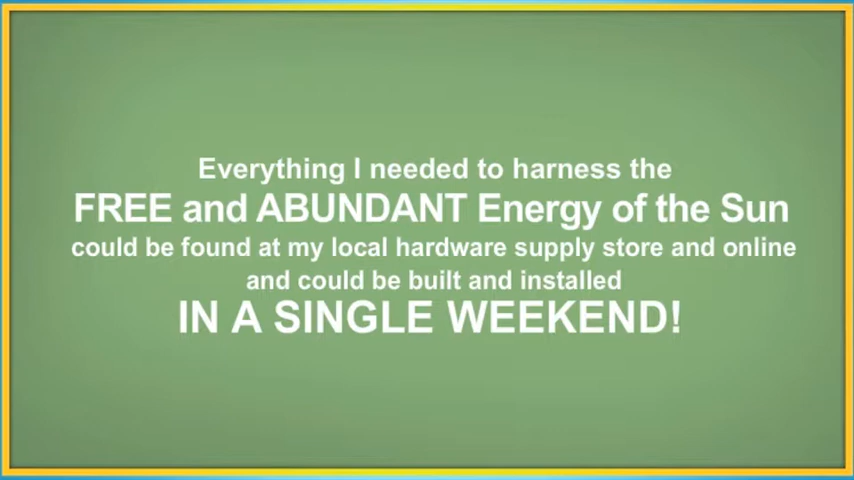 Everything I needed to harness the
FREE and ABUNDANT Energy of the Sun
could be found at my local hardware supply store and online
and could be built and installed
IN A SINGLE WEEKEND!